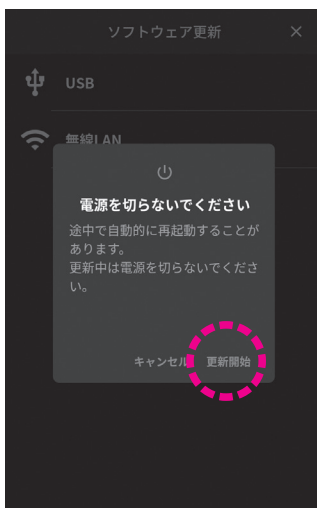 ソフトウェア更新
USB
無線LAN
電源を切らないでください
途中で自動的に再起動することが
あります。
更新中は電源を切らないでくださ
い。
キャンセル 更新開始